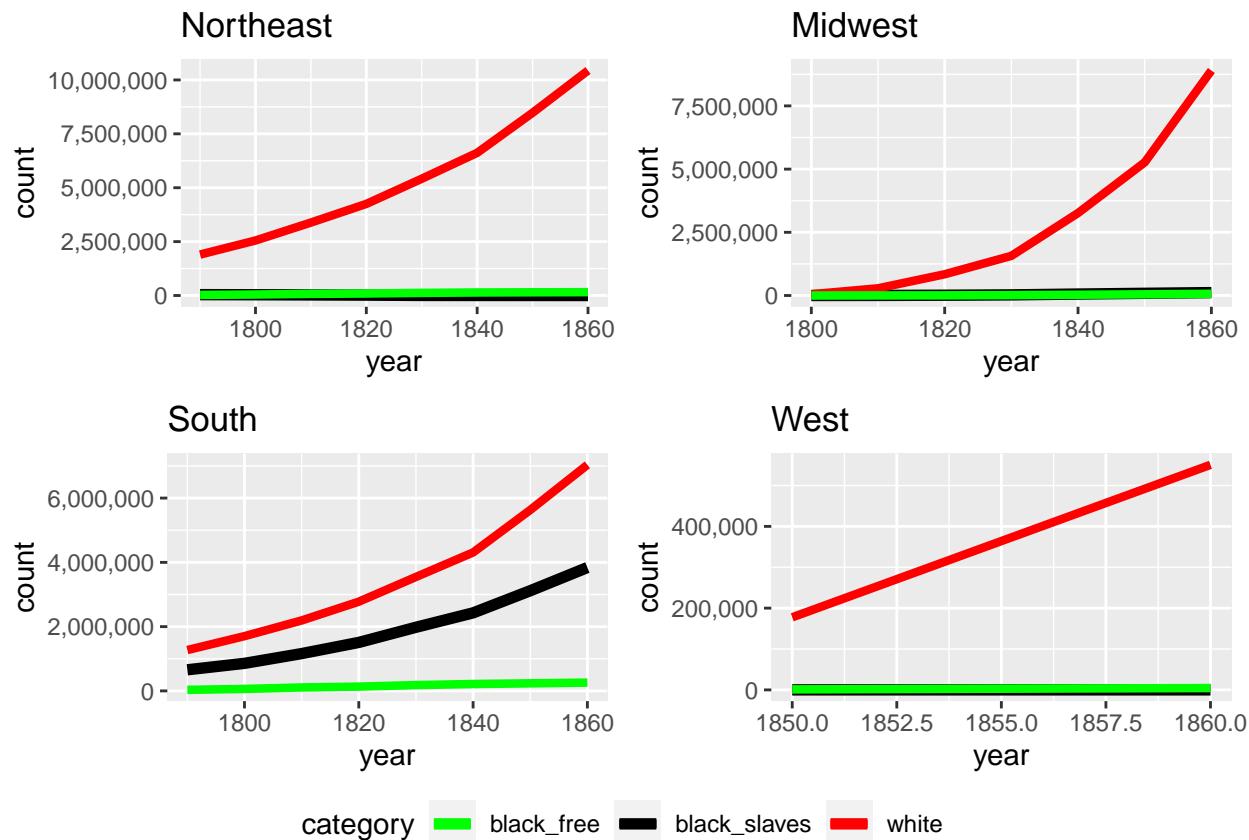 Northeast
10,000,000
7,500,000
5,000,000
2,500,000
0
count
1800 1820 1840 1860
year
Midwest
7,500,000
5,000,000
2,500,000
0
count
1800 1820 1840 1860
year
South
6,000,000
4,000,000
2,000,000
0
count
1800 1820 1840 1860
year
West
400,000
200,000
0
count
1850.0 1852.5 1855.0 1857.5 1860.0
year
category black_free black_slaves white